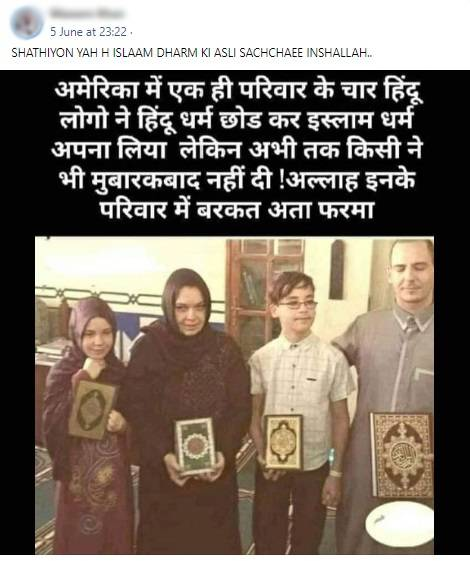 5 June at 23:22 ·
SHATHIYON YAH H ISLAAM DHARM KI ASLI SACHCHAEE INSHALLAH..
अमेरिका में एक ही परिवार के चार हिंदू
लोगो ने हिंदू धर्म छोड कर इस्लाम धर्म
अपना लिया लेकिन अभी तक किसी ने
भी मुबारकबाद नहीं दी !अल्लाह इनके
परिवार में बरकत अता फरमा